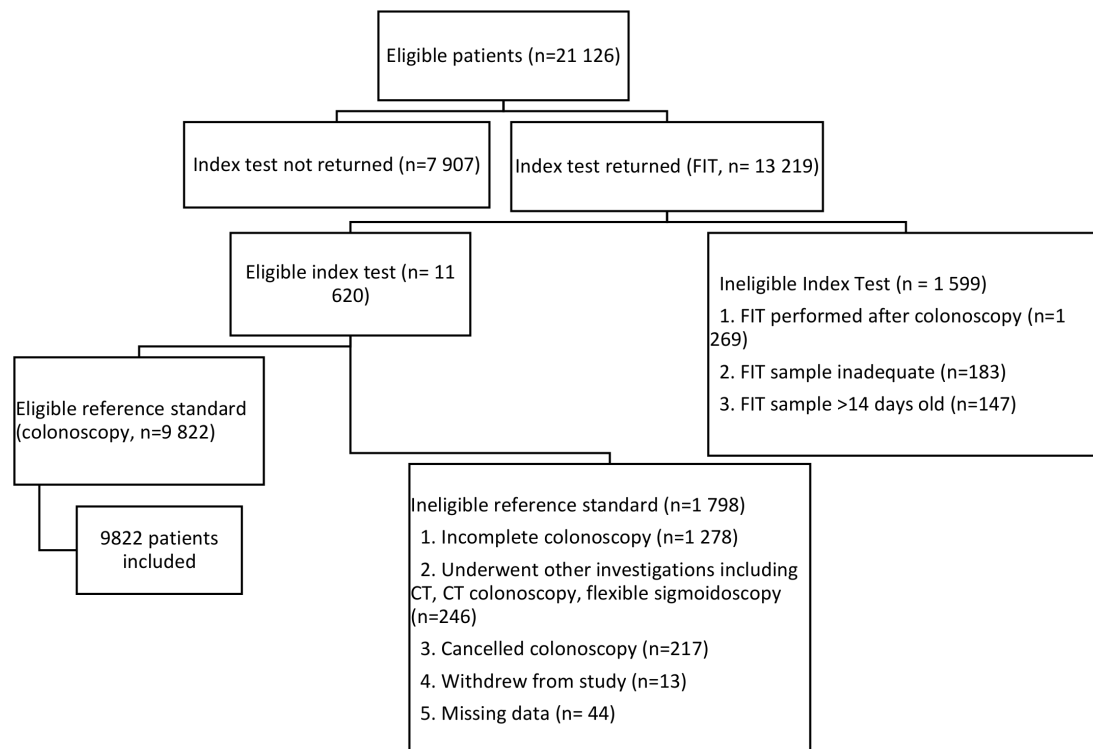 Eligible patients (n=21 126)
Index test not returned (n=7 907)
Index test returned (FIT, n= 13 219)
Eligible index test (n= 11
620)
Ineligible Index Test (n = 1 599)
1. FIT performed after colonoscopy (n=1
269)
2. FIT sample inadequate (n=183)
3. FIT sample >14 days old (n=147)
Eligible reference standard
(colonoscopy, n=9 822)
9822 patients
included
Ineligible reference standard (n=1 798)
1. Incomplete colonoscopy (n=1 278)
2. Underwent other investigations including
CT, CT colonoscopy, flexible sigmoidoscopy
(n=246)
3. Cancelled colonoscopy (n=217)
4. Withdrew from study (n=13)
5. Missing data (n= 44)